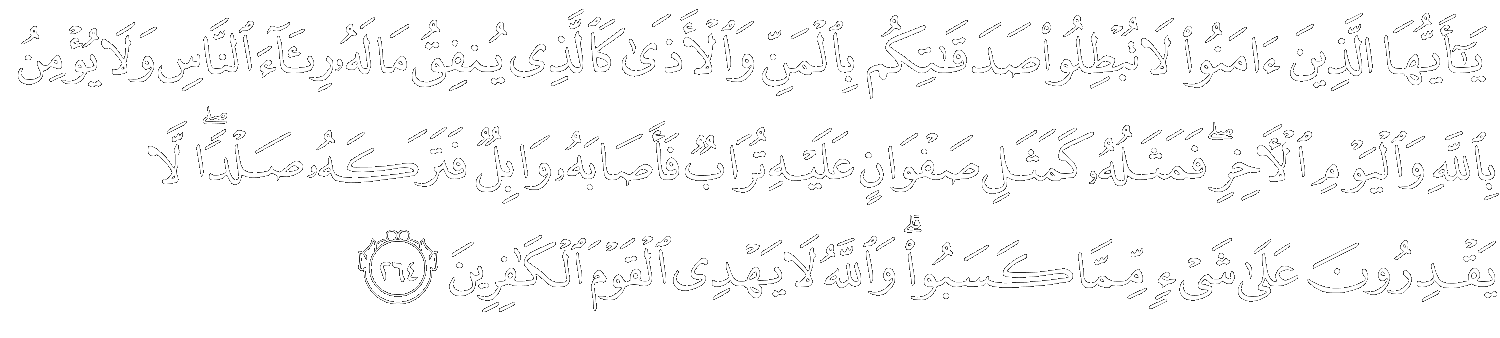 يَٰٓأَيُّهَا ٱلَّذِينَ ءَامَنُوا۟ لَا تُبْطِلُوا۟ صَدَقَٰتِكُم بِٱلْمَنِّ وَٱلْأَذَىٰ كَٱلَّذِى يُنفِقُ مَالَهُۥ رِئَآءَ ٱلنَّاسِ وَلَا يُؤْمِنُ
بِٱللَّهِ وَٱلْيَوْمِ ٱلْءَاخِرِ ۖ فَمَثَلُهُۥ كَمَثَلِ صَفْوَانٍ عَلَيْهِ تُرَابٌ فَأَصَابَهُۥ وَابِلٌ فَتَرَكَهُۥ صَلْدًا ۖ لَّا
يَقْدِرُونَ عَلَىٰ شَىْءٍ مِّمَّا كَسَبُوا۟ ۗ وَٱللَّهُ لَا يَهْدِى ٱلْقَوْمَ ٱلْكَٰفِرِينَ ٢٦٤